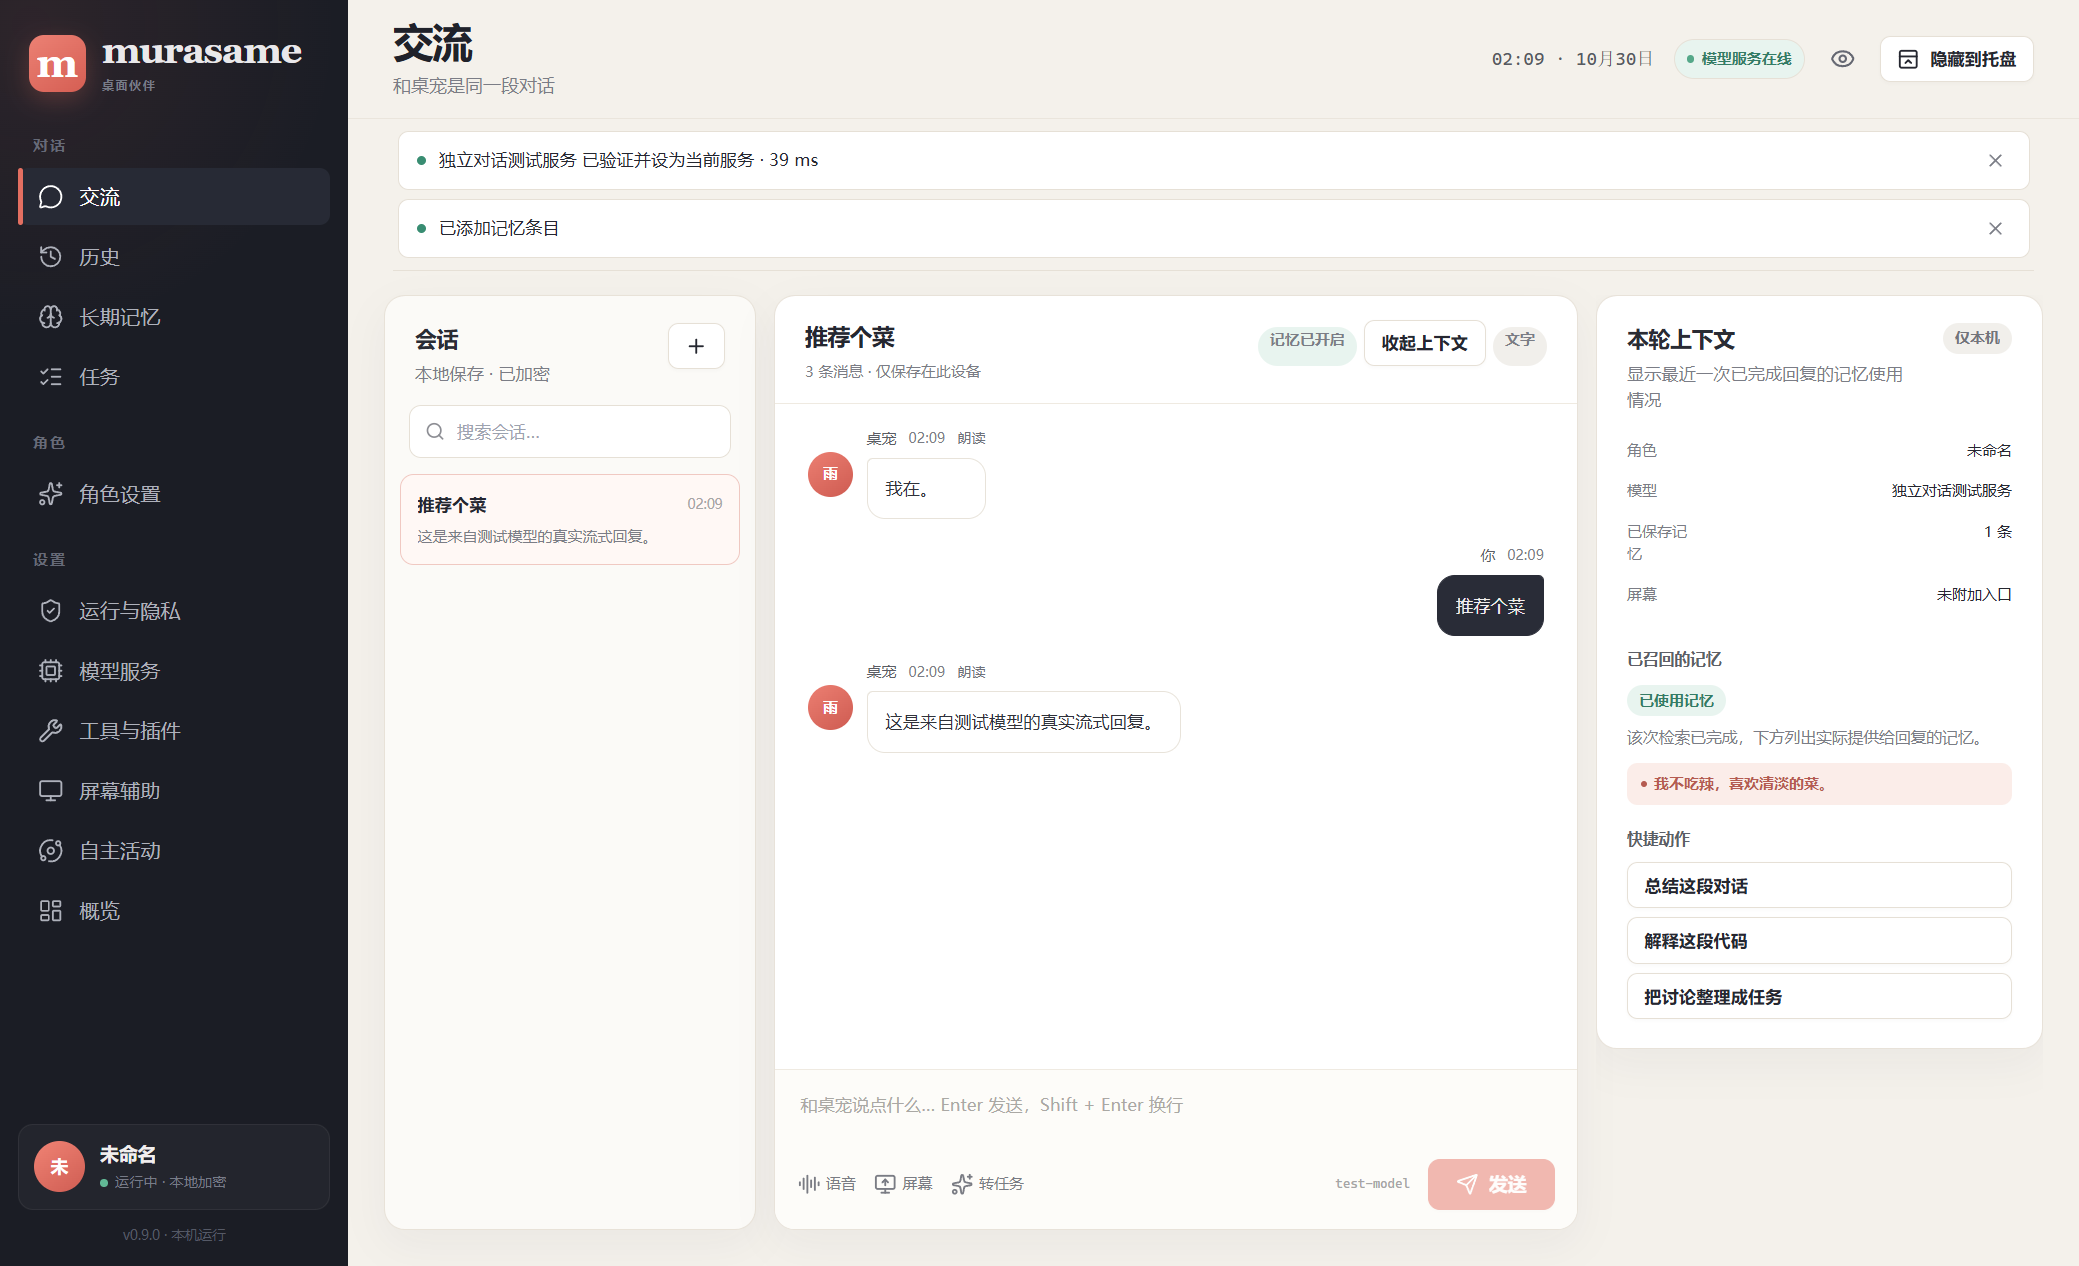 m
murasame
桌面伙伴
对话
交流
历史
长期记忆
任务
角色
角色设置
设置
运行与隐私
模型服务
工具与插件
屏幕辅助
自主活动
概览
未
未命名
运行中 · 本地加密
v0.9.0 · 本机运行
交流
和桌宠是同一段对话
02:09 · 10月30日
模型服务在线
隐藏到托盘
独立对话测试服务 已验证并设为当前服务 · 39 ms
已添加记忆条目
会话
本地保存 · 已加密
搜索会话...
推荐个菜 02:09
这是来自测试模型的真实流式回复。
推荐个菜
3 条消息 · 仅保存在此设备
记忆已开启
收起上下文
文字
桌宠 02:09 朗读
雨
我在。
你 02:09
推荐个菜
桌宠 02:09 朗读
雨
这是来自测试模型的真实流式回复。
和桌宠说点什么... Enter 发送，Shift + Enter 换行
语音
屏幕
转任务
test-model
发送
本轮上下文
仅本机
显示最近一次已完成回复的记忆使用
情况
角色 未命名
模型 独立对话测试服务
已保存记
忆
1 条
屏幕 未附加入口
已召回的记忆
已使用记忆
该次检索已完成，下方列出实际提供给回复的记忆。
• 我不吃辣，喜欢清淡的菜。
快捷动作
总结这段对话
解释这段代码
把讨论整理成任务